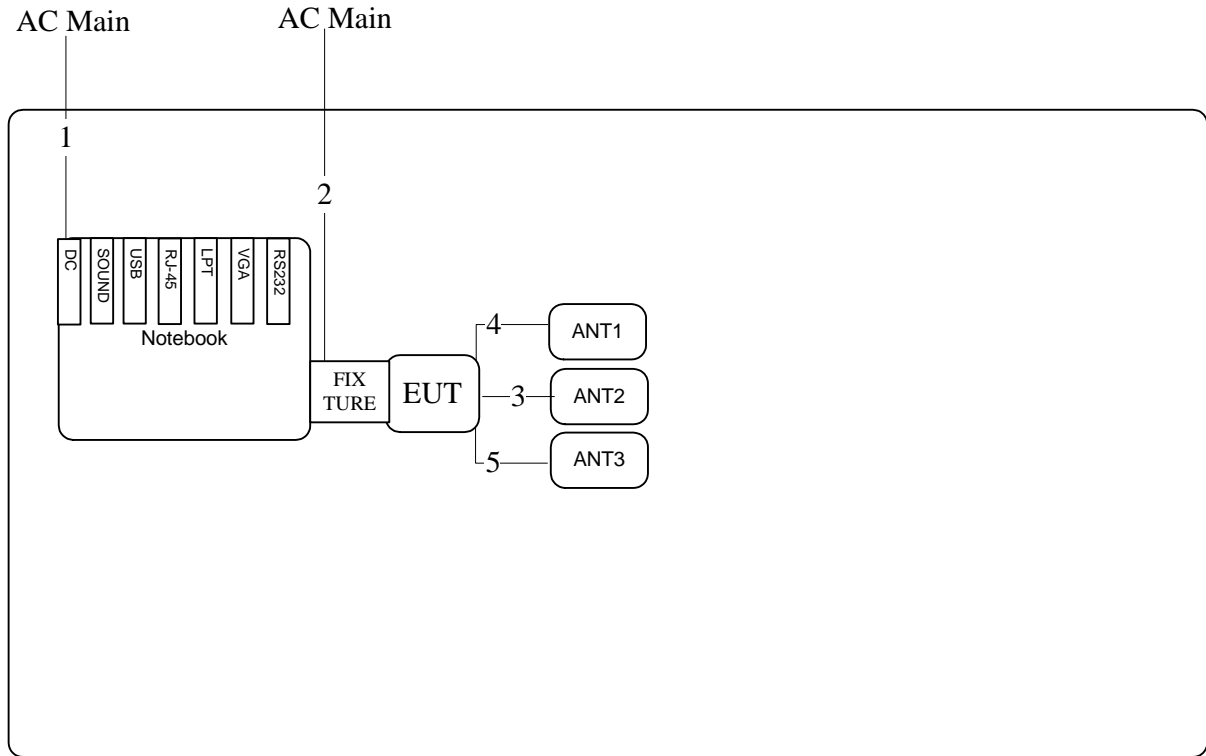 AC Main
AC Main
1
2
DC
SOUND
USB
RJ-45
LPT
VGA
RS232
Notebook
FIX
TURE
EUT
4
ANT1
3
ANT2
5
ANT3